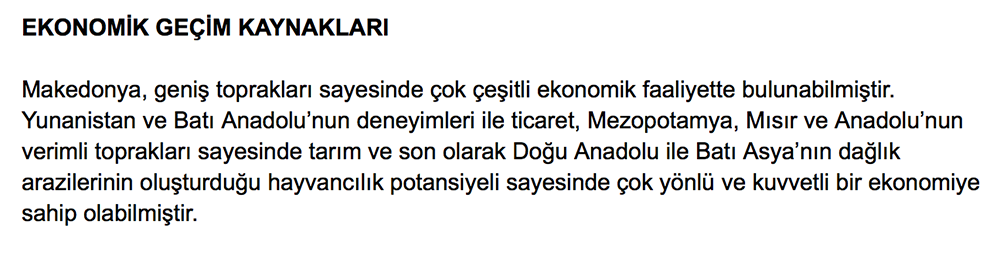 EKONOMİK GEÇİM KAYNAKLARI
Makedonya, geniş toprakları sayesinde çok çeşitli ekonomik faaliyette bulunabilmiştir.
Yunanistan ve Batı Anadolu’nun deneyimleri ile ticaret, Mezopotamya, Mısır ve Anadolu’nun
verimli toprakları sayesinde tarım ve son olarak Doğu Anadolu ile Batı Asya’nın dağlık
arazilerinin oluşturduğu hayvancılık potansiyeli sayesinde çok yönlü ve kuvvetli bir ekonomiye
sahip olabilmiştir.